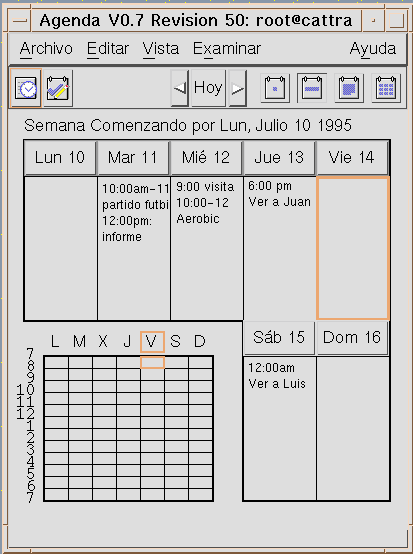 Agenda V0.7 Revision 50: root@cattra
Archivo Editar Vista Examinar Ayuda
Hoy
Semana Comenzando por Lun, Julio 10 1995
Lun 10 Mar 11 Mié 12 Jue 13 Vie 14
10:00am-11
partido futbi
12:00pm:
informe
9:00 visita
10:00-12
Aerobic
6:00 pm
Ver a Juan
Sáb 15 Dom 16
12:00am
Ver a Luis
L M X J V S D
7
8
9
10
11
12
1
2
3
4
5
6
7